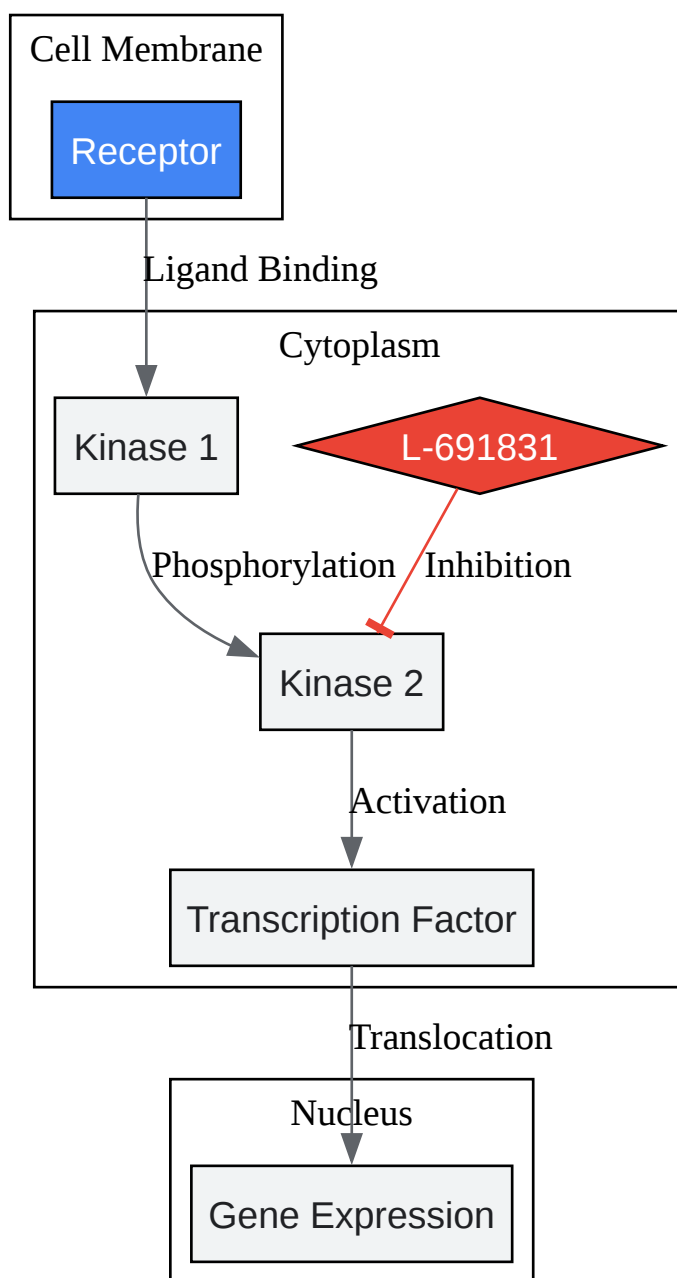 Cell Membrane
Receptor
Ligand Binding
Cytoplasm
Kinase 1
L-691831
Phosphorylation
Inhibition
Kinase 2
Activation
Transcription Factor
Translocation
Nucleus
Gene Expression